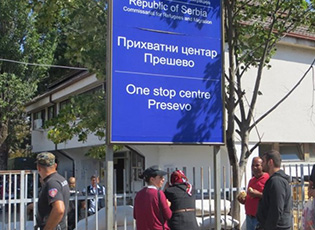 Republic of Serbia
Commissariat for Refugees and Migration
Прихватни центар
Прешево
One stop centre
Presevo